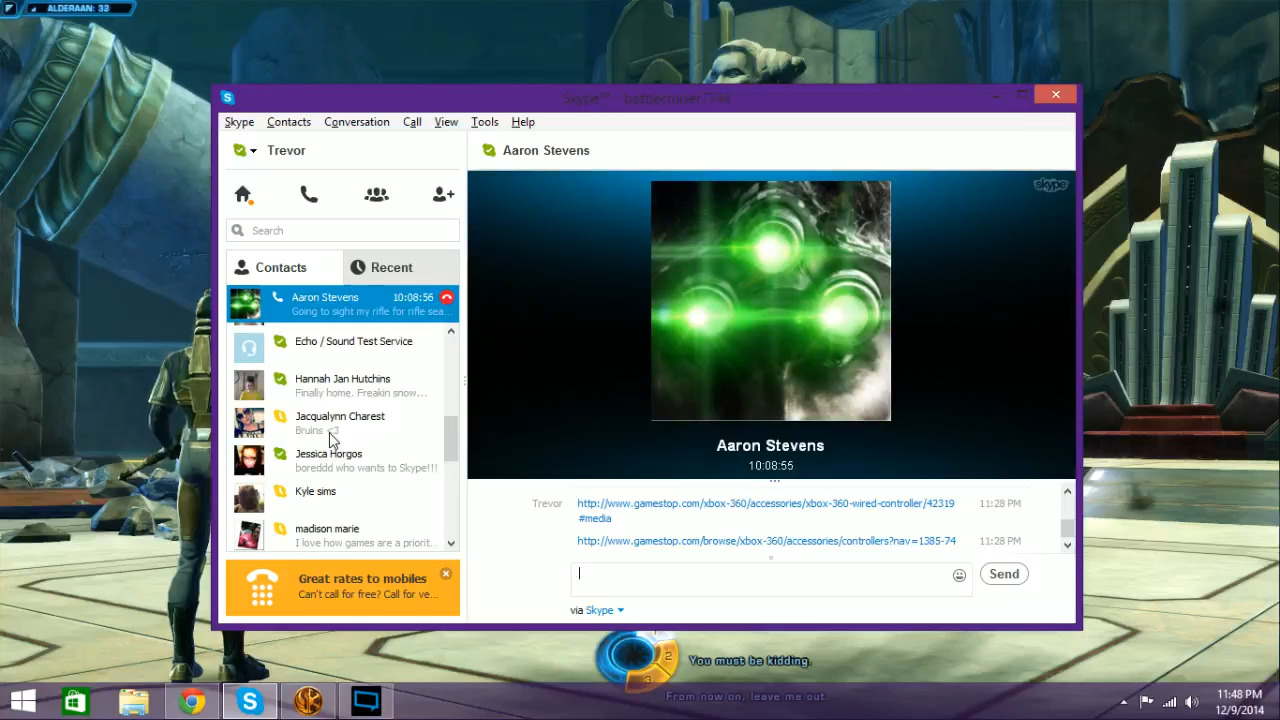 ALDERAAN: 32
Skype™ - battlecruiser7744
Skype Contacts Conversation Call View Tools Help
Trevor
Search
Contacts Recent
Aaron Stevens 10:08:56
Going to sight my rifle for rifle sea...
Echo / Sound Test Service
Hannah Jan Hutchins
Finally home. Freakin snow...
Jacqualynn Charest
Bruins <3
Jessica Horgos
boreddd who wants to Skype!!!
Kyle sims
madison marie
I love how games are a priorit...
Great rates to mobiles
Can't call for free? Call for ve...
Aaron Stevens
skype
Aaron Stevens
10:08:55
Trevor http://www.gamestop.com/xbox-360/accessories/xbox-360-wired-controller/42319 11:28 PM
#media
http://www.gamestop.com/browse/xbox-360/accessories/controllers?nav=1385-74 11:28 PM
Send
via Skype
1
2 You must be kidding.
3 From now on, leave me out.
11:48 PM
12/9/2014